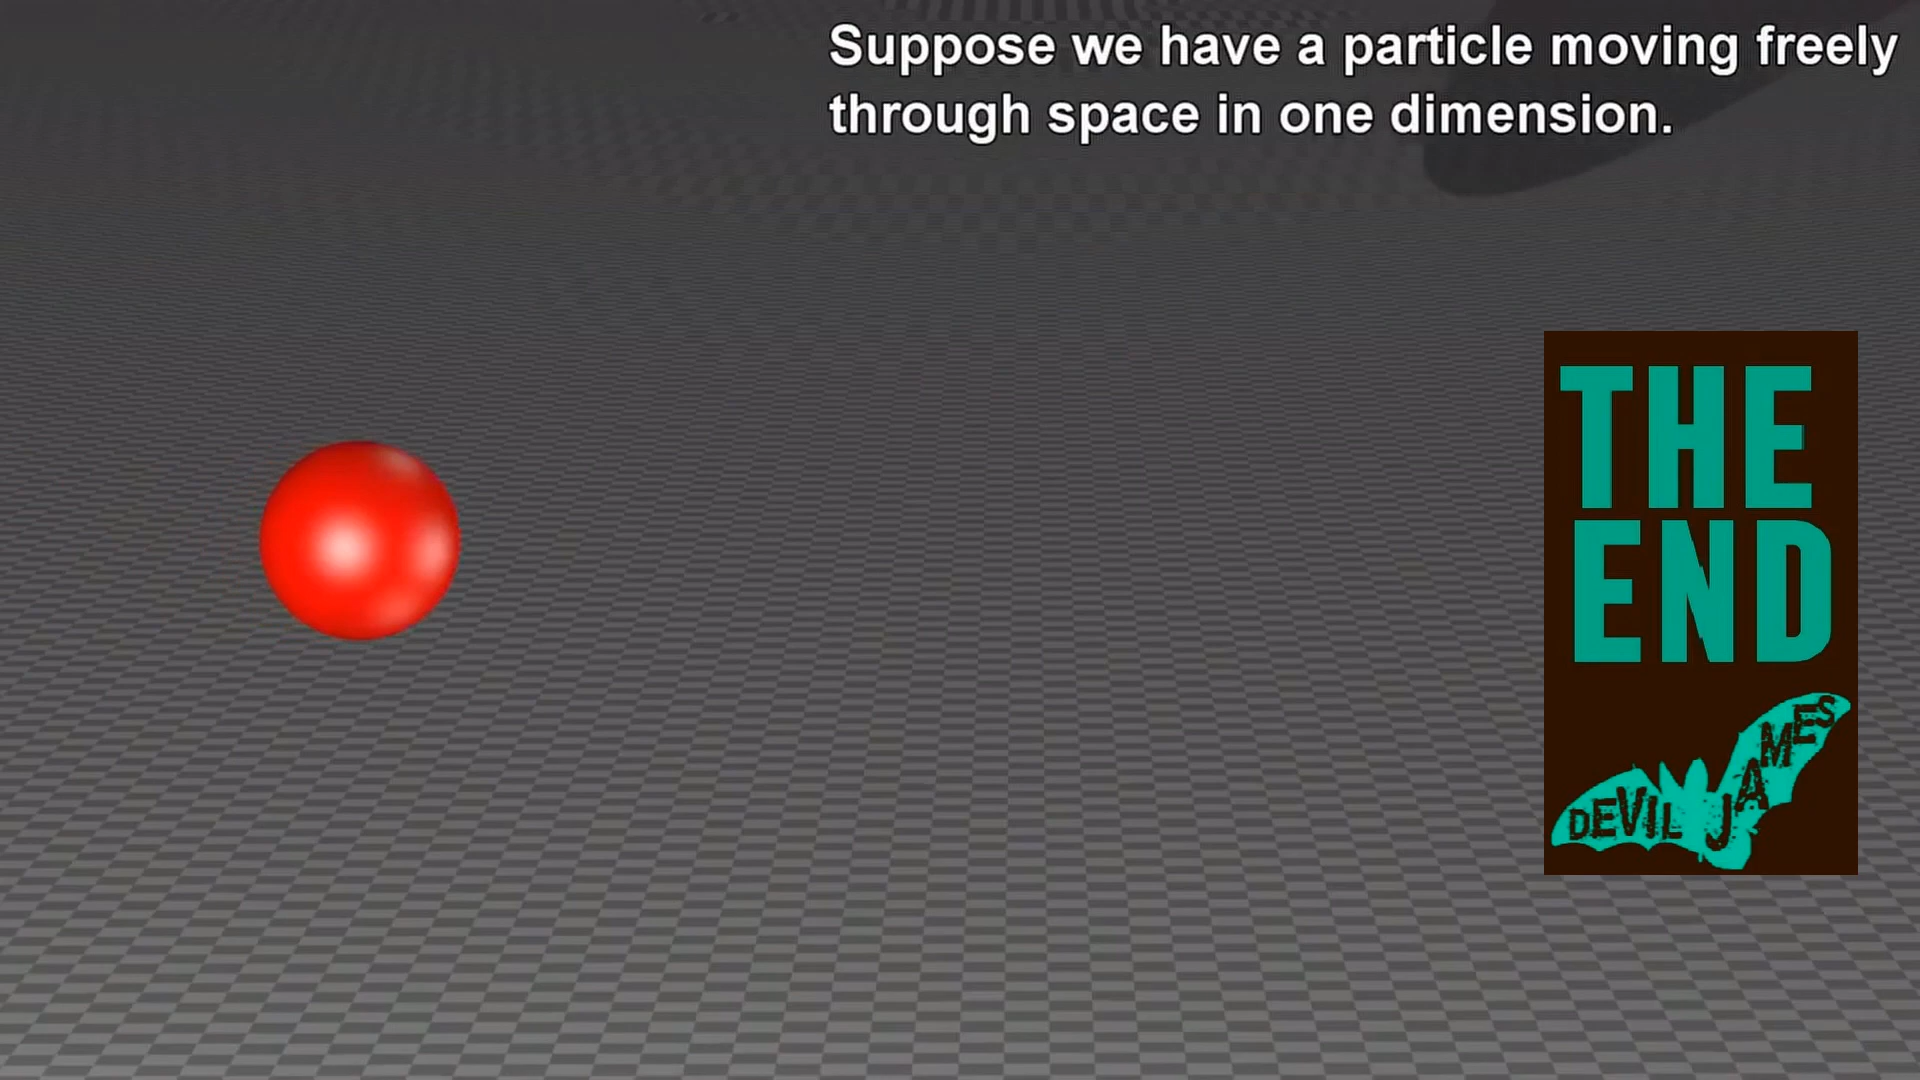 Suppose we have a particle moving freely
through space in one dimension.
THE
END
DEVIL JAMES